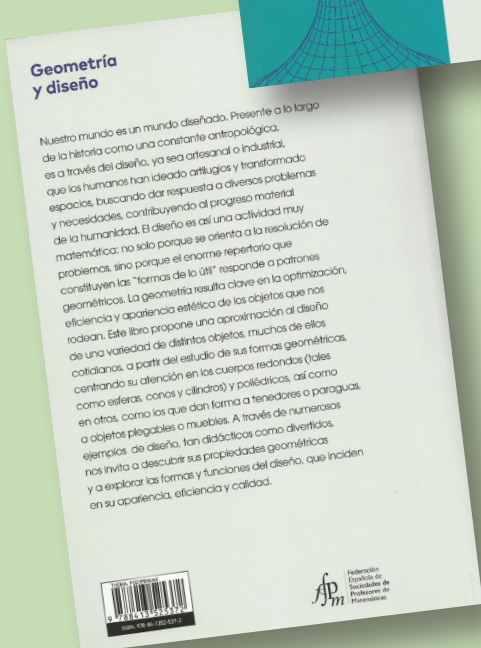 Geometría
y diseño
Nuestro mundo es un mundo diseñado. Presente a lo largo
de la historia como una constante antropológica,
es a través del diseño, ya sea artesanal o industrial,
que los humanos han ideado artilugios y transformado
espacios, buscando dar respuesta a diversos problemas
y necesidades, contribuyendo al progreso material
de la humanidad. El diseño es así una actividad muy
matemática: no solo porque se orienta a la resolución de
problemas, sino porque el enorme repertorio que
constituyen las “formas de lo útil” responde a patrones
geométricos. La geometría resulta clave en la optimización,
eficiencia y apariencia estética de los objetos que nos
rodean. Este libro propone una aproximación al diseño
de una variedad de distintos objetos, muchos de ellos
cotidianos, a partir del estudio de sus formas geométricas,
centrando su atención en los cuerpos redondos (tales
como esferas, conos y cilindros) y poliédricos, así como
en otros, como los que dan forma a tenedores o paraguas,
a objetos plegables o muebles. A través de numerosos
ejemplos de diseño, tan didácticos como divertidos,
nos invita a descubrir sus propiedades geométricas
y a explorar las formas y funciones del diseño, que inciden
en su apariencia, eficiencia y calidad.
9 788413 525372
ISBN: 978-84-1352-537-2
Federación
Española de
Sociedades de
Profesores de
Matemáticas